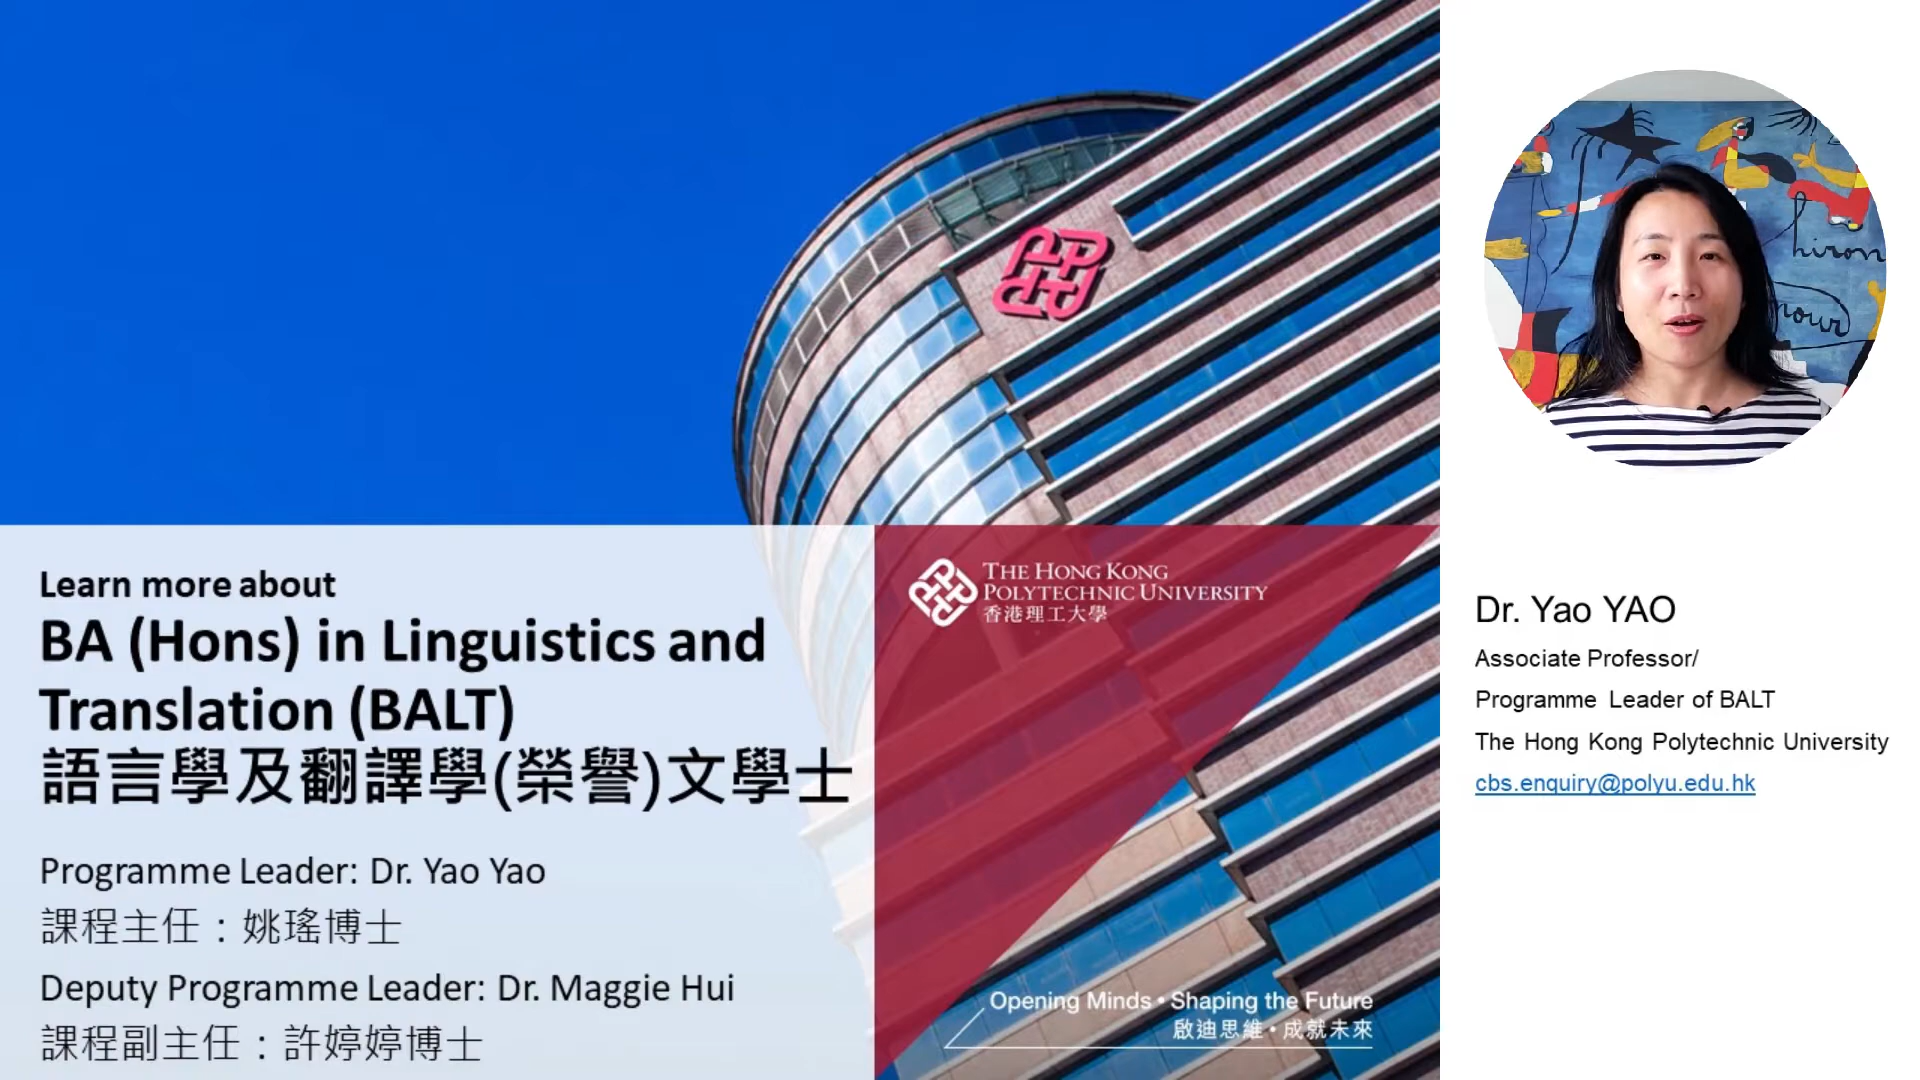 Learn more about
BA (Hons) in Linguistics and
Translation (BALT)
語言學及翻譯學(榮譽)文學士
Programme Leader: Dr. Yao Yao
課程主任：姚瑤博士
Deputy Programme Leader: Dr. Maggie Hui
課程副主任：許婷婷博士
THE HONG KONG
POLYTECHNIC UNIVERSITY
香港理工大學
Opening Minds • Shaping the Future
啟迪思維 • 成就未來
hiron
mour
Dr. Yao YAO
Associate Professor/
Programme Leader of BALT
The Hong Kong Polytechnic University
cbs.enquiry@polyu.edu.hk